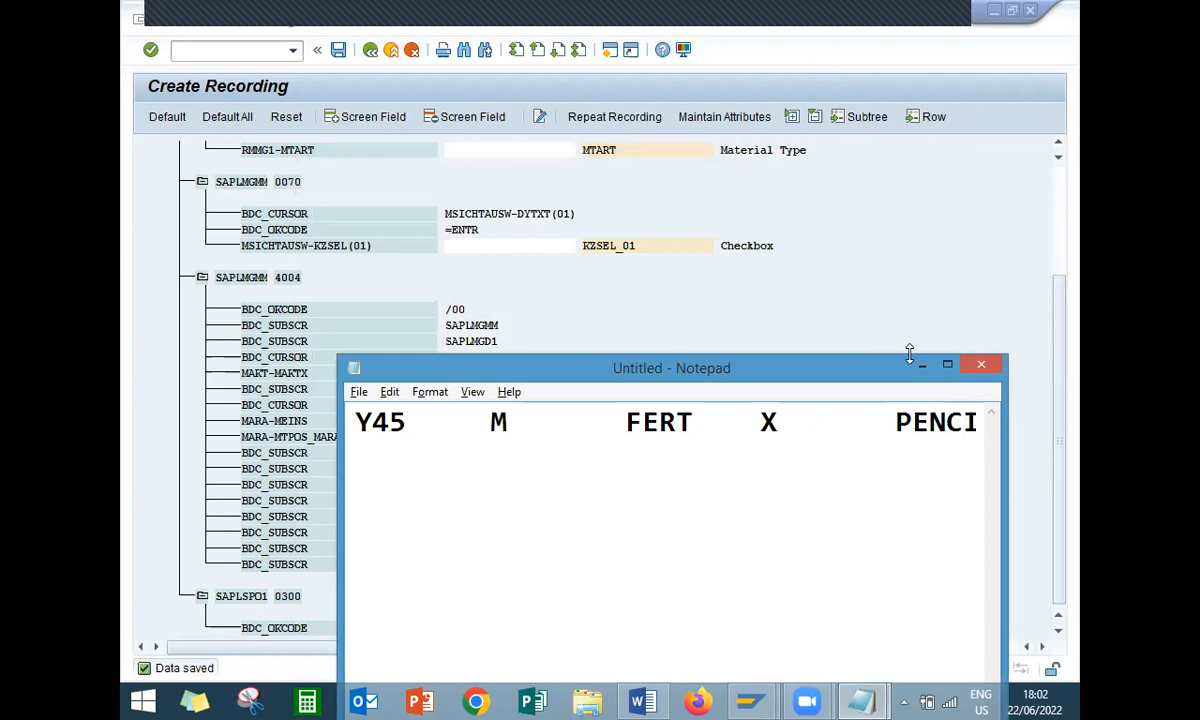 Create Recording
Default Default All Reset Screen Field Screen Field Repeat Recording Maintain Attributes Subtree Row
RMMG1-MTART MTART Material Type
SAPLMGMM 0070
BDC_CURSOR MSICHTAUSW-DYTXT(01)
BDC_OKCODE =ENTR
MSICHTAUSW-KZSEL(01) KZSEL_01 Checkbox
SAPLMGMM 4004
BDC_OKCODE /00
BDC_SUBSCR SAPLMGMM
BDC_SUBSCR SAPLMGD1
BDC_CURSOR
MAKT-MAKTX
BDC_SUBSCR
BDC_CURSOR
MARA-MEINS
MARA-MTPOS_MARA
BDC_SUBSCR
BDC_SUBSCR
BDC_SUBSCR
BDC_SUBSCR
BDC_SUBSCR
BDC_SUBSCR
BDC_SUBSCR
BDC_SUBSCR
SAPLSPO1 0300
BDC_OKCODE
Untitled - Notepad
File Edit Format View Help
Y45 M FERT X PENCI
Data saved
ENG 18:02
US 22/06/2022